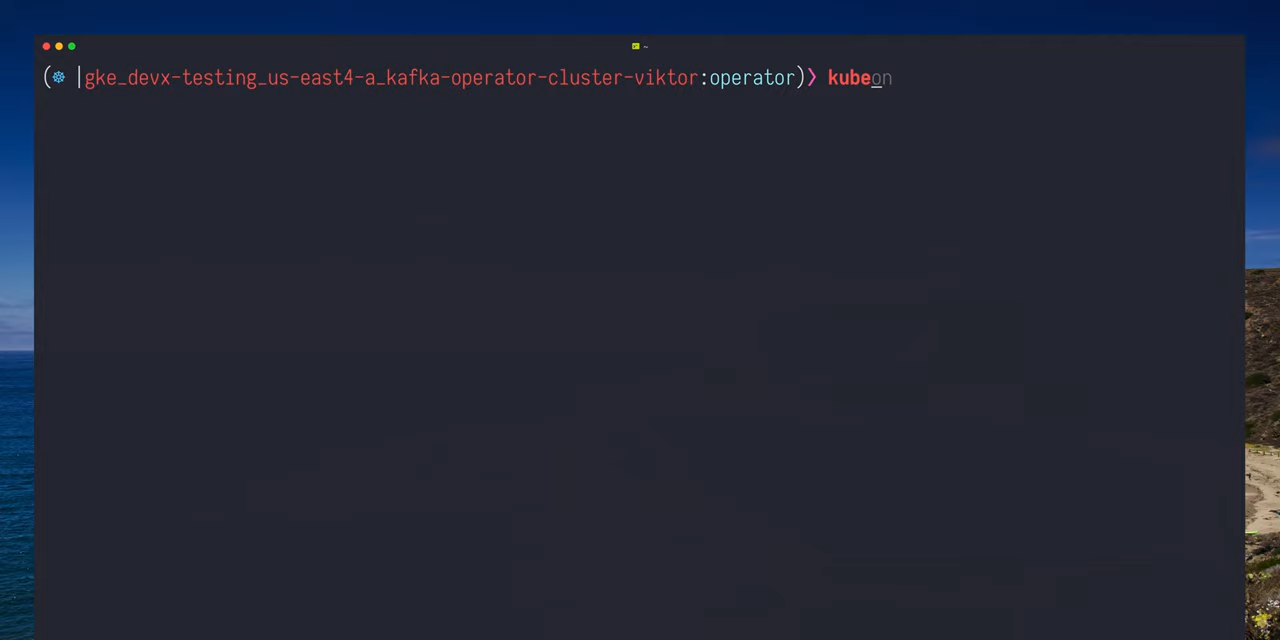 ~
(⎈ |gke_devx-testing_us-east4-a_kafka-operator-cluster-viktor:operator)❯ kubeon